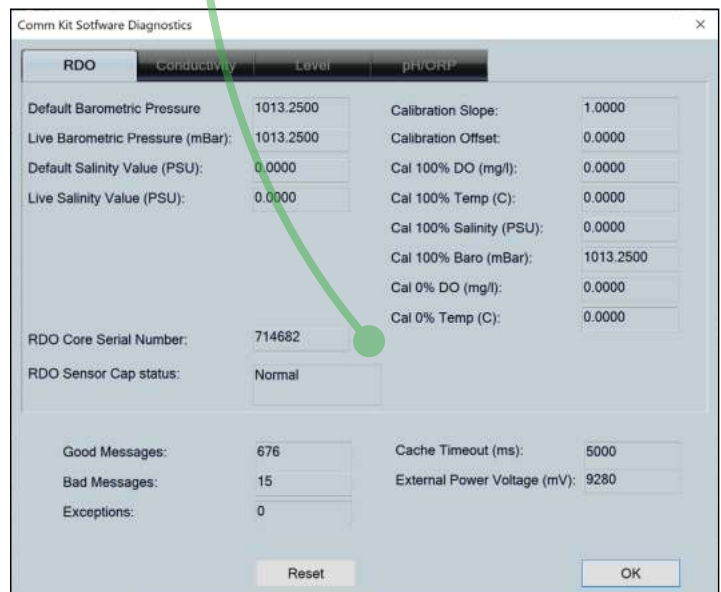 Comm Kit Sotfware Diagnostics
RDO Conductivity Level pH/ORP
Default Barometric Pressure 1013.2500
Live Barometric Pressure (mBar): 1013.2500
Default Salinity Value (PSU): 0.0000
Live Salinity Value (PSU): 0.0000
RDO Core Serial Number: 714682
RDO Sensor Cap status: Normal
Calibration Slope: 1.0000
Calibration Offset: 0.0000
Cal 100% DO (mg/l): 0.0000
Cal 100% Temp (C): 0.0000
Cal 100% Salinity (PSU): 0.0000
Cal 100% Baro (mBar): 1013.2500
Cal 0% DO (mg/l): 0.0000
Cal 0% Temp (C): 0.0000
Good Messages: 676
Bad Messages: 15
Exceptions: 0
Cache Timeout (ms): 5000
External Power Voltage (mV): 9280
Reset OK